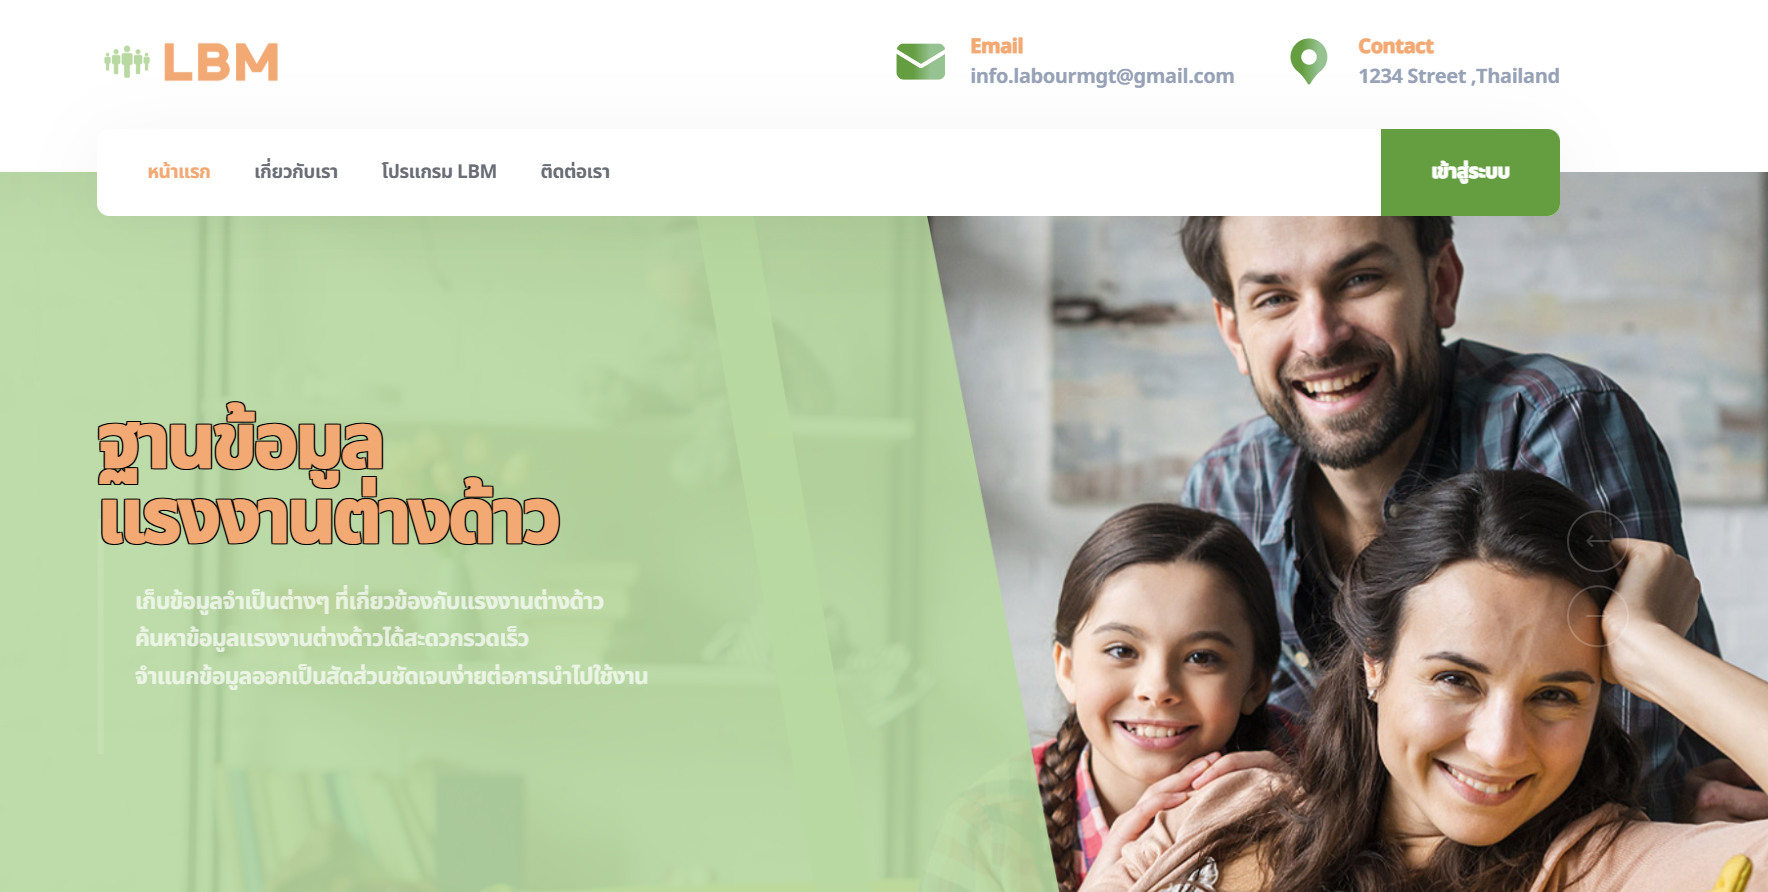 LBM
Email
info.labourmgt@gmail.com
Contact
1234 Street ,Thailand
หน้าแรก
เกี่ยวกับเรา
โปรแกรม LBM
ติดต่อเรา
เข้าสู่ระบบ
ฐานข้อมูล
แรงงานต่างด้าว
เก็บข้อมูลจำเป็นต่างๆ ที่เกี่ยวข้องกับแรงงานต่างด้าว
ค้นหาข้อมูลแรงงานต่างด้าวได้สะดวกรวดเร็ว
จำแนกข้อมูลออกเป็นสัดส่วนชัดเจนง่ายต่อการนำไปใช้งาน